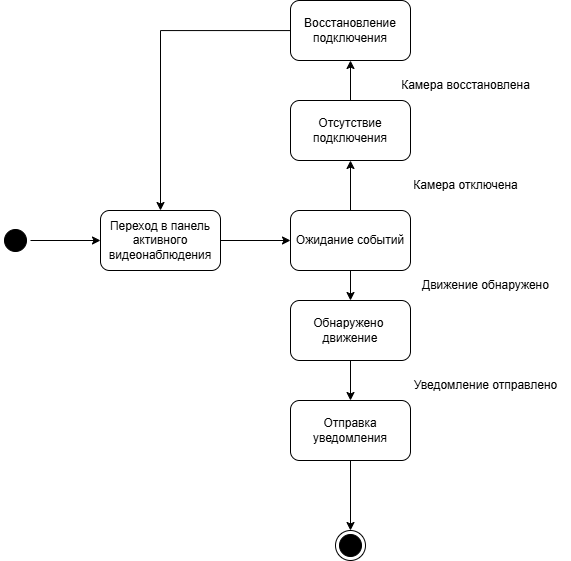 Восстановление
подключения
Камера восстановлена
Отсутствие
подключения
Камера отключена
Переход в панель
активного
видеонаблюдения
Ожидание событий
Движение обнаружено
Обнаружено
движение
Уведомление отправлено
Отправка
уведомления